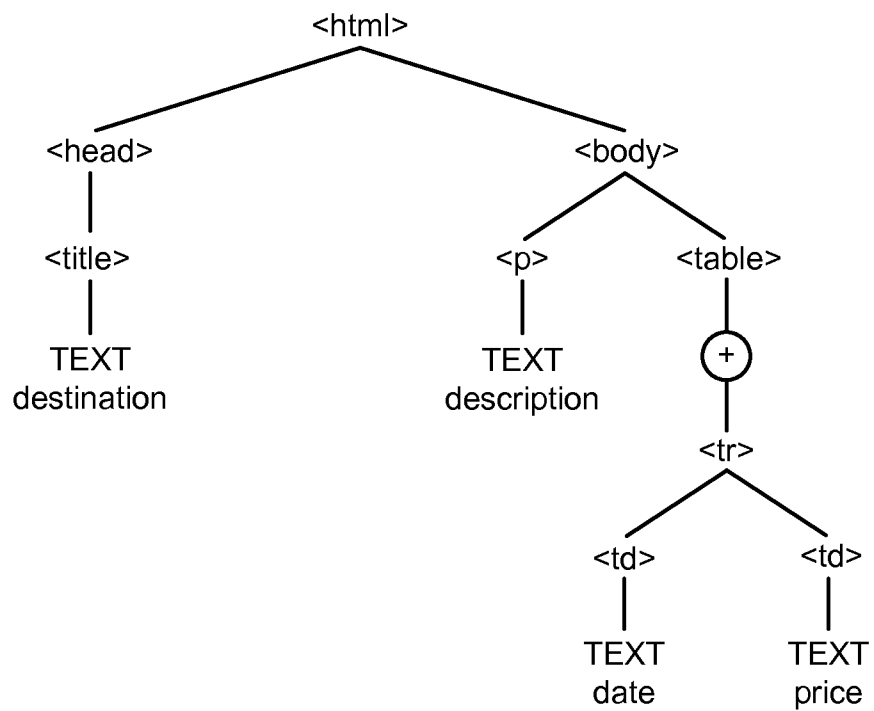 <html>
<head> <body>
<title> <p> <table>
TEXT TEXT +
destination description
<tr>
<td> <td>
TEXT TEXT
date price